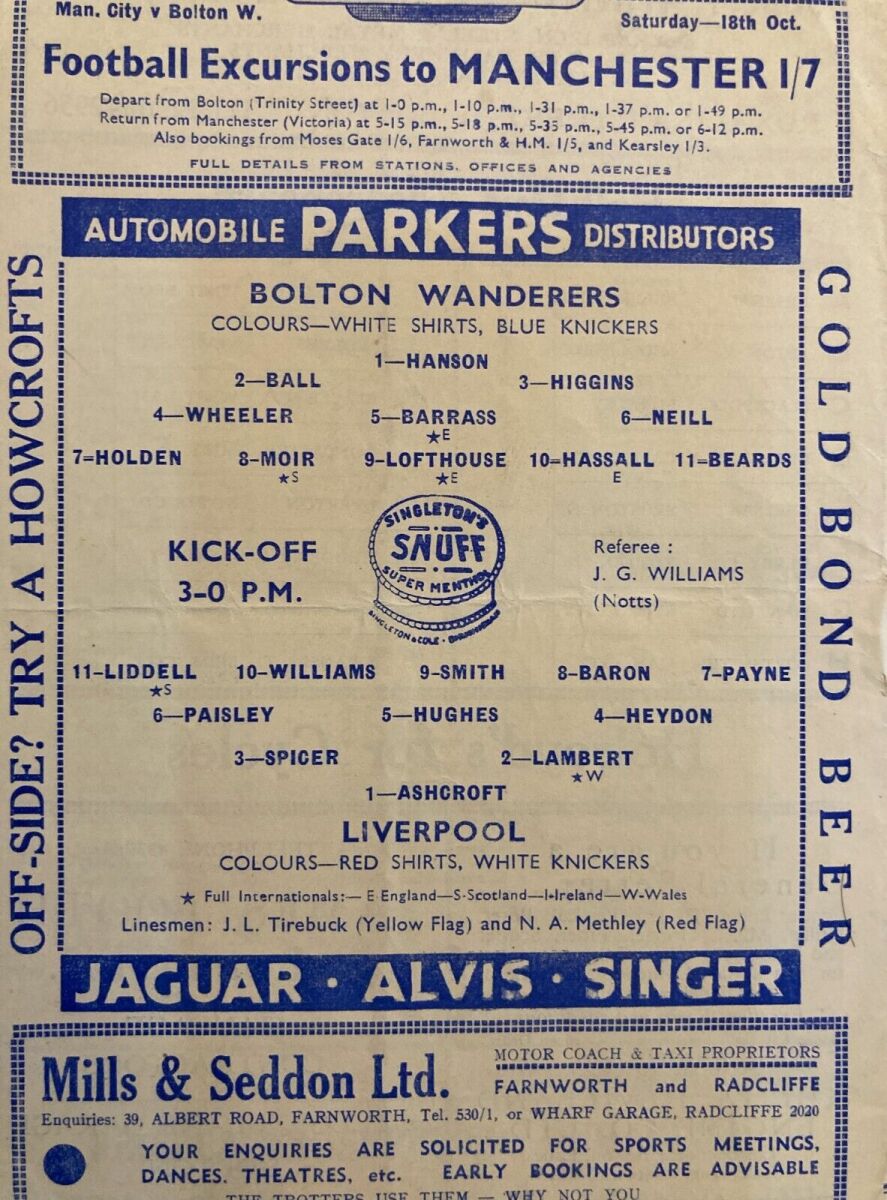 Man. City v Bolton W.
Saturday—18th Oct.
Football Excursions to MANCHESTER 1/7
Depart from Bolton (Trinity Street) at 1-0 p.m., 1-10 p.m., 1-31 p.m., 1-37 p.m. or 1-49 p.m.
Return from Manchester (Victoria) at 5-15 p.m., 5-18 p.m., 5-35 p.m., 5-45 p.m. or 6-12 p.m.
Also bookings from Moses Gate 1/6, Farnworth & H.M. 1/5, and Kearsley 1/3.
FULL DETAILS FROM STATIONS, OFFICES AND AGENCIES
AUTOMOBILE PARKERS DISTRIBUTORS
OFF-SIDE? TRY A HOWCROFTS
GOLD BOND BEER
BOLTON WANDERERS
COLOURS—WHITE SHIRTS, BLUE KNICKERS
1—HANSON
2—BALL 3—HIGGINS
4—WHEELER 5—BARRASS 6—NEILL
★E
7=HOLDEN 8-MOIR 9-LOFTHOUSE 10=HASSALL 11=BEARDS
★S ★E E
SINGLETON'S
SNUFF
SUPER MENTHOL
SINGLETON & COLE · BIRMINGHAM
KICK-OFF
3-0 P.M.
Referee :
J. G. WILLIAMS
(Notts)
11-LIDDELL 10-WILLIAMS 9-SMITH 8-BARON 7-PAYNE
★S
6—PAISLEY 5—HUGHES 4—HEYDON
3—SPICER 2—LAMBERT
★W
1—ASHCROFT
LIVERPOOL
COLOURS—RED SHIRTS, WHITE KNICKERS
★ Full Internationals:— E-England—S-Scotland—I-Ireland—W-Wales
Linesmen: J. L. Tirebuck (Yellow Flag) and N. A. Methley (Red Flag)
JAGUAR · ALVIS · SINGER
Mills & Seddon Ltd.
MOTOR COACH & TAXI PROPRIETORS
FARNWORTH and RADCLIFFE
Enquiries: 39, ALBERT ROAD, FARNWORTH, Tel. 530/1, or WHARF GARAGE, RADCLIFFE 2020
YOUR ENQUIRIES ARE SOLICITED FOR SPORTS MEETINGS,
DANCES, THEATRES, etc. EARLY BOOKINGS ARE ADVISABLE
THE TROTTERS USE THEM — WHY NOT YOU